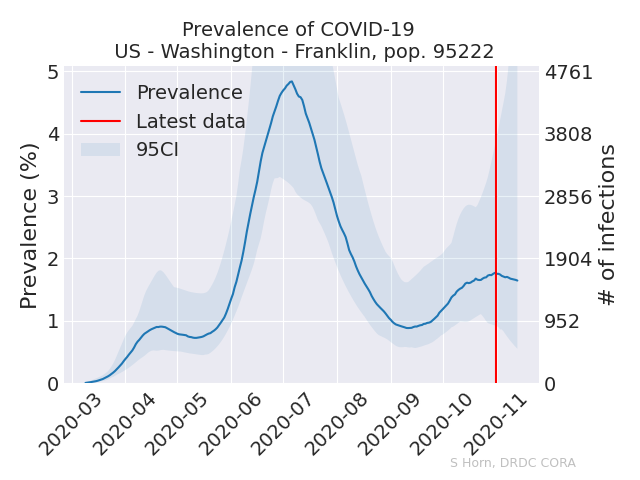 Prevalence of COVID-19
US - Washington - Franklin, pop. 95222
Prevalence
Latest data
95CI
Prevalence (%)
5
4
3
2
1
0
4761
3808
2856
1904
952
0
# of infections
2020-03
2020-04
2020-05
2020-06
2020-07
2020-08
2020-09
2020-10
2020-11
S Horn, DRDC CORA